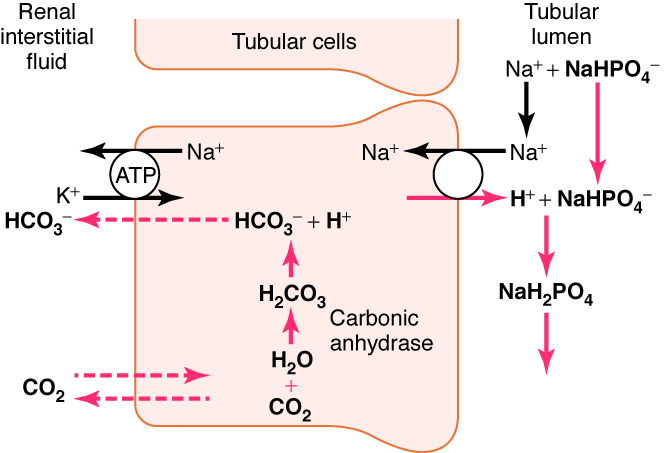 Renal
interstitial
fluid
Tubular cells
Tubular
lumen
Na⁺ + NaHPO₄⁻
Na⁺
Na⁺
Na⁺
ATP
K⁺
H⁺ + NaHPO₄⁻
HCO₃⁻
HCO₃⁻ + H⁺
H₂CO₃
NaH₂PO₄
Carbonic
anhydrase
H₂O
+
CO₂
CO₂